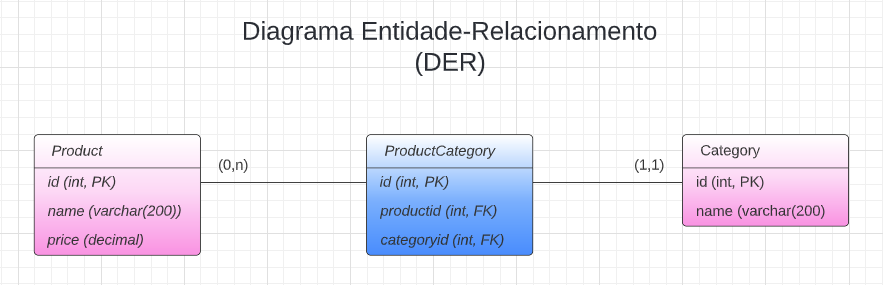 Diagrama Entidade-Relacionamento
(DER)
Product
id (int, PK)
name (varchar(200))
price (decimal)
(0,n)
ProductCategory
id (int, PK)
productid (int, FK)
categoryid (int, FK)
(1,1)
Category
id (int, PK)
name (varchar(200)